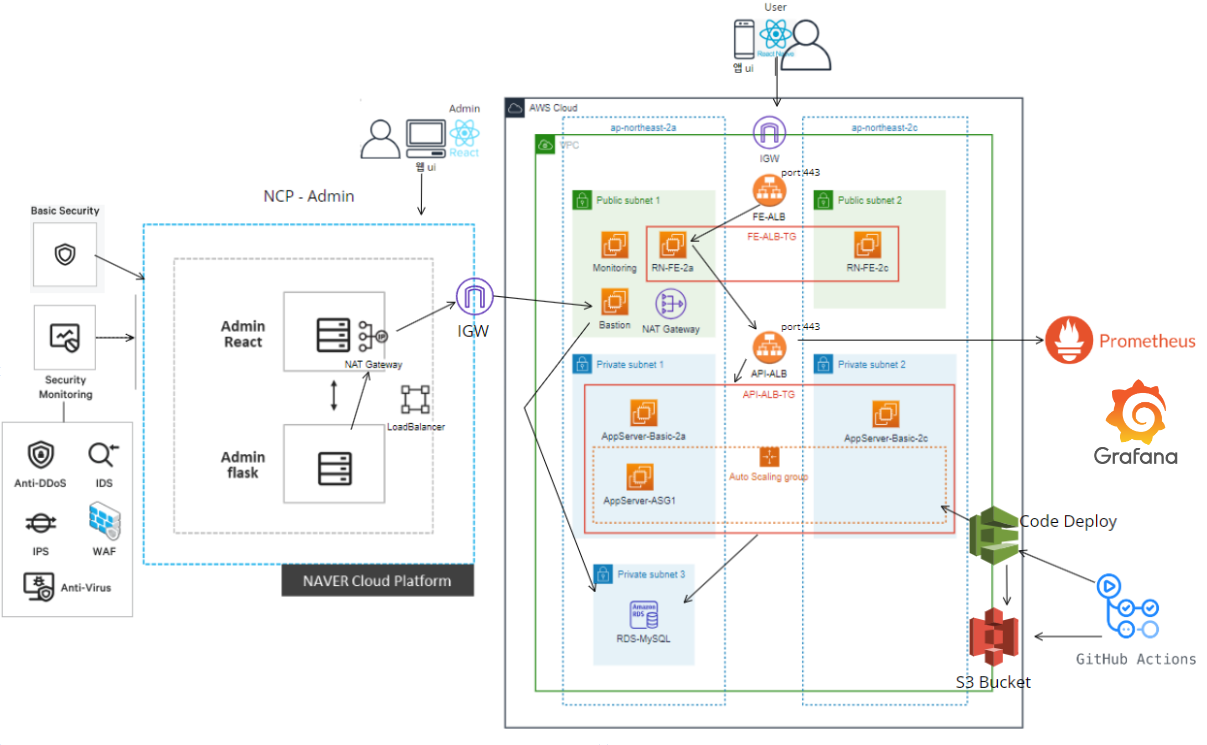 User
React Native
앱 ui
AWS Cloud
ap-northeast-2a
ap-northeast-2c
VPC
IGW
port 443
FE-ALB
Public subnet 1
Public subnet 2
FE-ALB-TG
Monitoring
RN-FE-2a
RN-FE-2c
Bastion
NAT Gateway
port 443
API-ALB
Private subnet 1
Private subnet 2
API-ALB-TG
AppServer-Basic-2a
AppServer-Basic-2c
Auto Scaling group
AppServer-ASG1
Private subnet 3
Amazon
RDS
RDS-MySQL
Admin
React
웹 ui
NCP - Admin
Basic Security
Security
Monitoring
Anti-DDoS
IDS
IPS
WAF
Anti-Virus
Admin
React
IP
NAT Gateway
LoadBalancer
Admin
flask
NAVER Cloud Platform
IGW
Prometheus
Grafana
Code Deploy
GitHub Actions
S3 Bucket